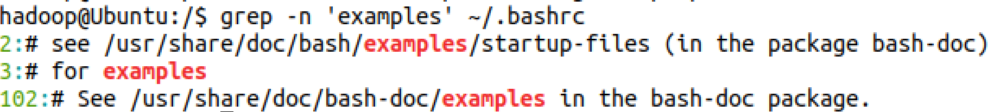 hadoop@Ubuntu:/$ grep -n 'examples' ~/.bashrc
2:# see /usr/share/doc/bash/examples/startup-files (in the package bash-doc)
3:# for examples
102:# See /usr/share/doc/bash-doc/examples in the bash-doc package.